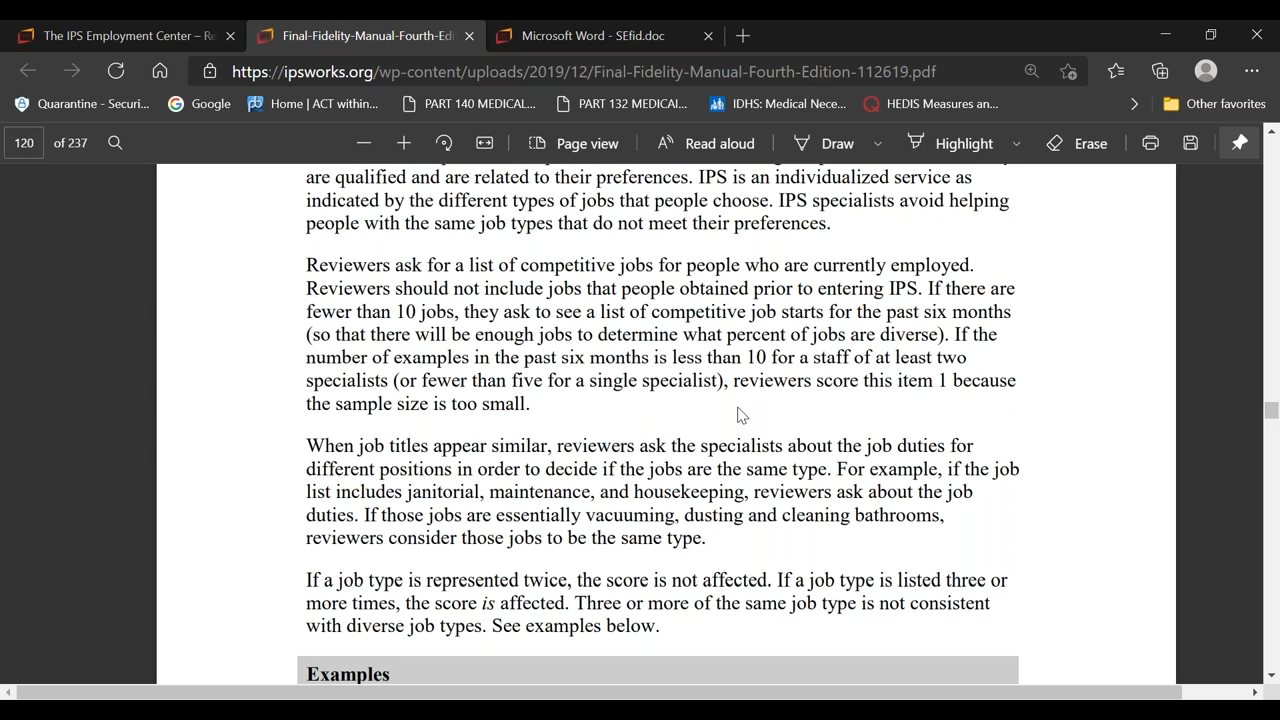 The IPS Employment Center – Re
Final-Fidelity-Manual-Fourth-Edi
Microsoft Word - SEfid.doc
https://ipsworks.org/wp-content/uploads/2019/12/Final-Fidelity-Manual-Fourth-Edition-112619.pdf
Quarantine - Securi...
Google
Home | ACT within...
PART 140 MEDICAL...
PART 132 MEDICAL...
IDHS: Medical Nece...
HEDIS Measures an...
Other favorites
120 of 237
Page view
Read aloud
Draw
Highlight
Erase
are qualified and are related to their preferences. IPS is an individualized service as
indicated by the different types of jobs that people choose. IPS specialists avoid helping
people with the same job types that do not meet their preferences.
Reviewers ask for a list of competitive jobs for people who are currently employed.
Reviewers should not include jobs that people obtained prior to entering IPS. If there are
fewer than 10 jobs, they ask to see a list of competitive job starts for the past six months
(so that there will be enough jobs to determine what percent of jobs are diverse). If the
number of examples in the past six months is less than 10 for a staff of at least two
specialists (or fewer than five for a single specialist), reviewers score this item 1 because
the sample size is too small.
When job titles appear similar, reviewers ask the specialists about the job duties for
different positions in order to decide if the jobs are the same type. For example, if the job
list includes janitorial, maintenance, and housekeeping, reviewers ask about the job
duties. If those jobs are essentially vacuuming, dusting and cleaning bathrooms,
reviewers consider those jobs to be the same type.
If a job type is represented twice, the score is not affected. If a job type is listed three or
more times, the score is affected. Three or more of the same job type is not consistent
with diverse job types. See examples below.
Examples